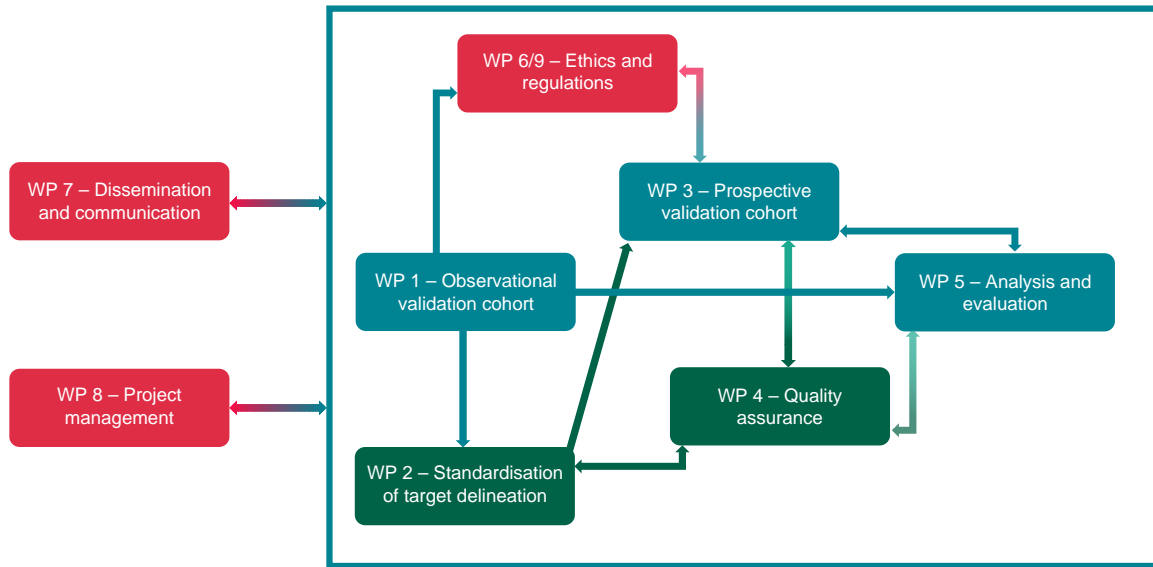 WP 6/9 – Ethics and
regulations
WP 7 – Dissemination
and communication
WP 3 – Prospective
validation cohort
WP 1 – Observational
validation cohort
WP 5 – Analysis and
evaluation
WP 8 – Project
management
WP 4 – Quality
assurance
WP 2 – Standardisation
of target delineation